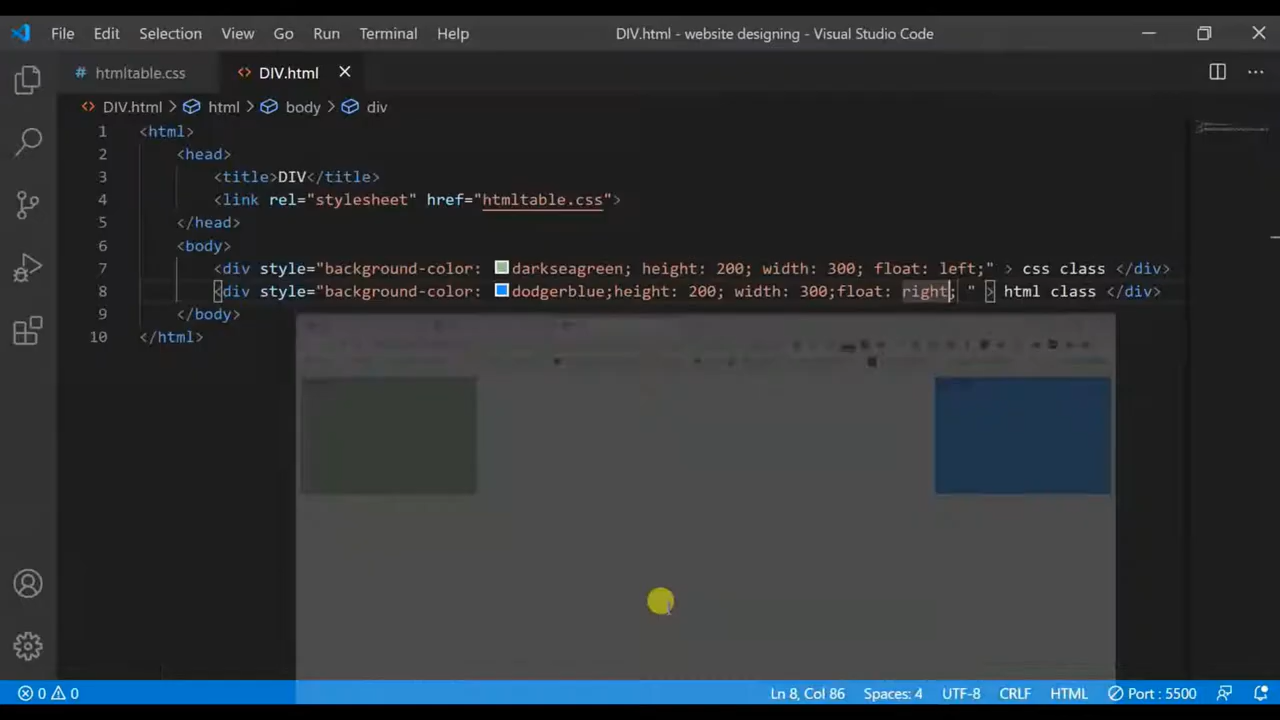 File Edit Selection View Go Run Terminal Help DIV.html - website designing - Visual Studio Code
# htmltable.css <> DIV.html
<> DIV.html > html > body > div
1 <html>
2 <head>
3 <title>DIV</title>
4 <link rel="stylesheet" href="htmltable.css">
5 </head>
6 <body>
7 <div style="background-color: darkseagreen; height: 200; width: 300; float: left;" > css class </div>
8 <div style="background-color: dodgerblue;height: 200; width: 300;float: right; " > html class </div>
9 </body>
10 </html>
0 0 Ln 8, Col 86 Spaces: 4 UTF-8 CRLF HTML Port : 5500